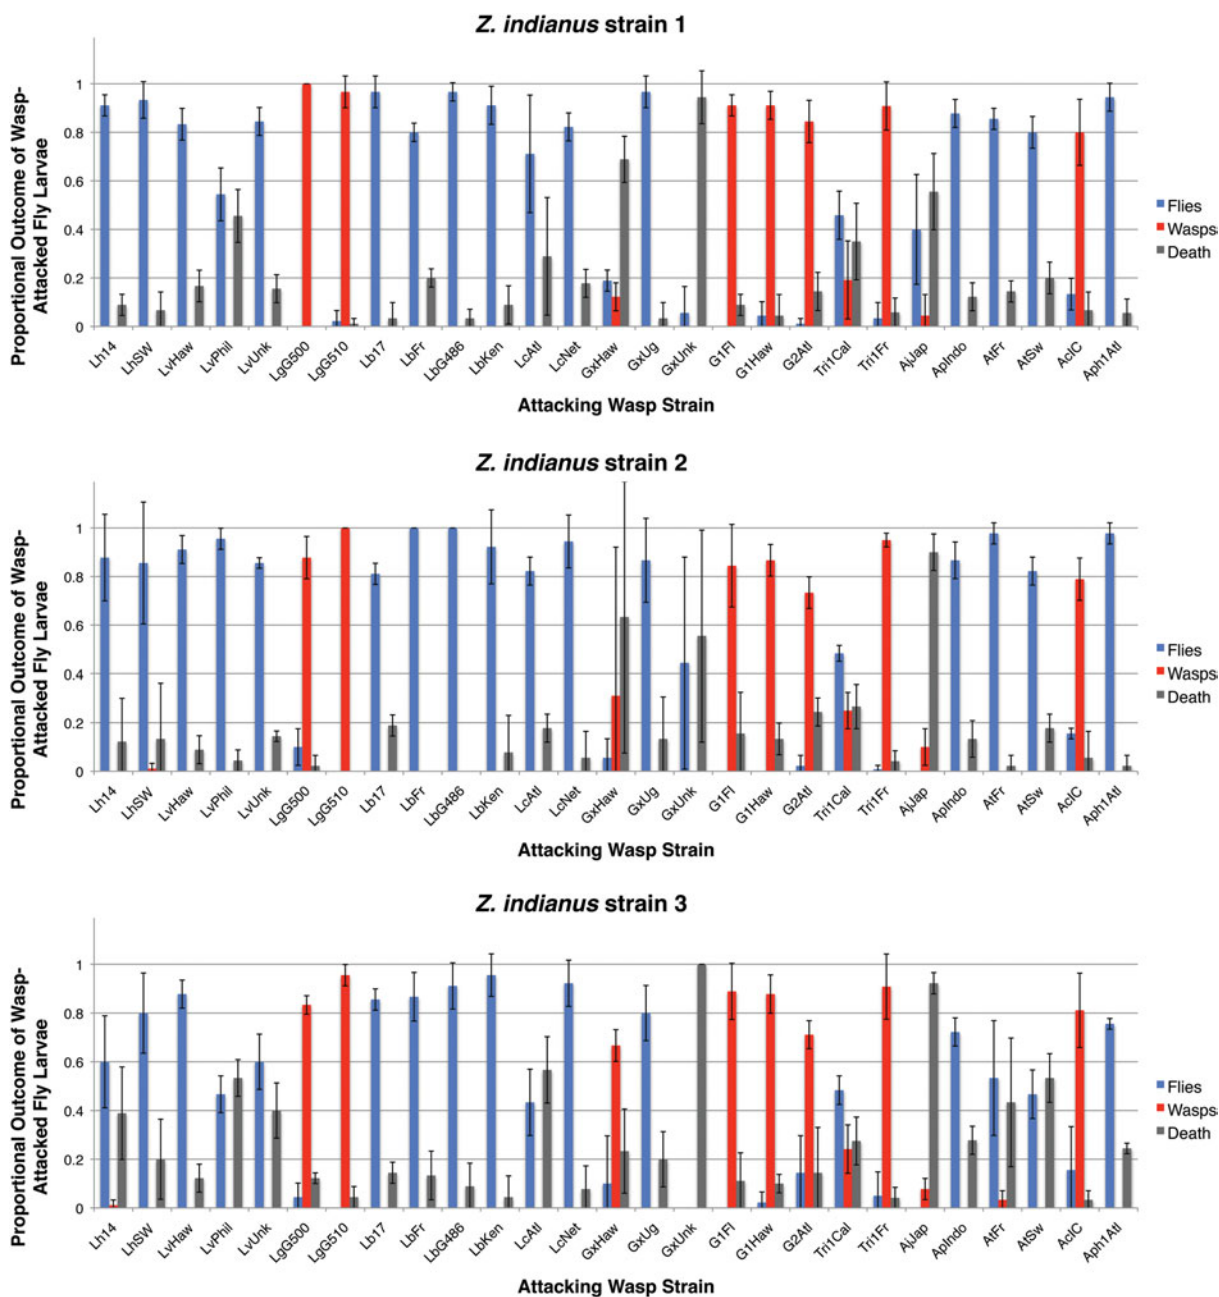 Z. indianus strain 1
Proportional Outcome of Wasp-
Attacked Fly Larvae
1
0.8
0.6
0.4
0.2
0
Lh14
LhSW
LvHaw
LvPhil
LvUnk
LgG500
LgG510
Lb17
LbFr
LbG486
LbKen
LcAtl
LcNet
GxHaw
GxUg
GxUnk
G1Fl
G1Haw
G2Atl
Tri1Cal
Tri1Fr
AjJap
ApIndo
AtFr
AtSw
AcIC
Aph1Atl
Attacking Wasp Strain
Flies
Wasps
Death
Z. indianus strain 2
Proportional Outcome of Wasp-
Attacked Fly Larvae
1
0.8
0.6
0.4
0.2
0
Lh14
LhSW
LvHaw
LvPhil
LvUnk
LgG500
LgG510
Lb17
LbFr
LbG486
LbKen
LcAtl
LcNet
GxHaw
GxUg
GxUnk
G1Fl
G1Haw
G2Atl
Tri1Cal
Tri1Fr
AjJap
ApIndo
AtFr
AtSw
AcIC
Aph1Atl
Attacking Wasp Strain
Flies
Wasps
Death
Z. indianus strain 3
Proportional Outcome of Wasp-
Attacked Fly Larvae
1
0.8
0.6
0.4
0.2
0
Lh14
LhSW
LvHaw
LvPhil
LvUnk
LgG500
LgG510
Lb17
LbFr
LbG486
LbKen
LcAtl
LcNet
GxHaw
GxUg
GxUnk
G1Fl
G1Haw
G2Atl
Tri1Cal
Tri1Fr
AjJap
ApIndo
AtFr
AtSw
AcIC
Aph1Atl
Attacking Wasp Strain
Flies
Wasps
Death